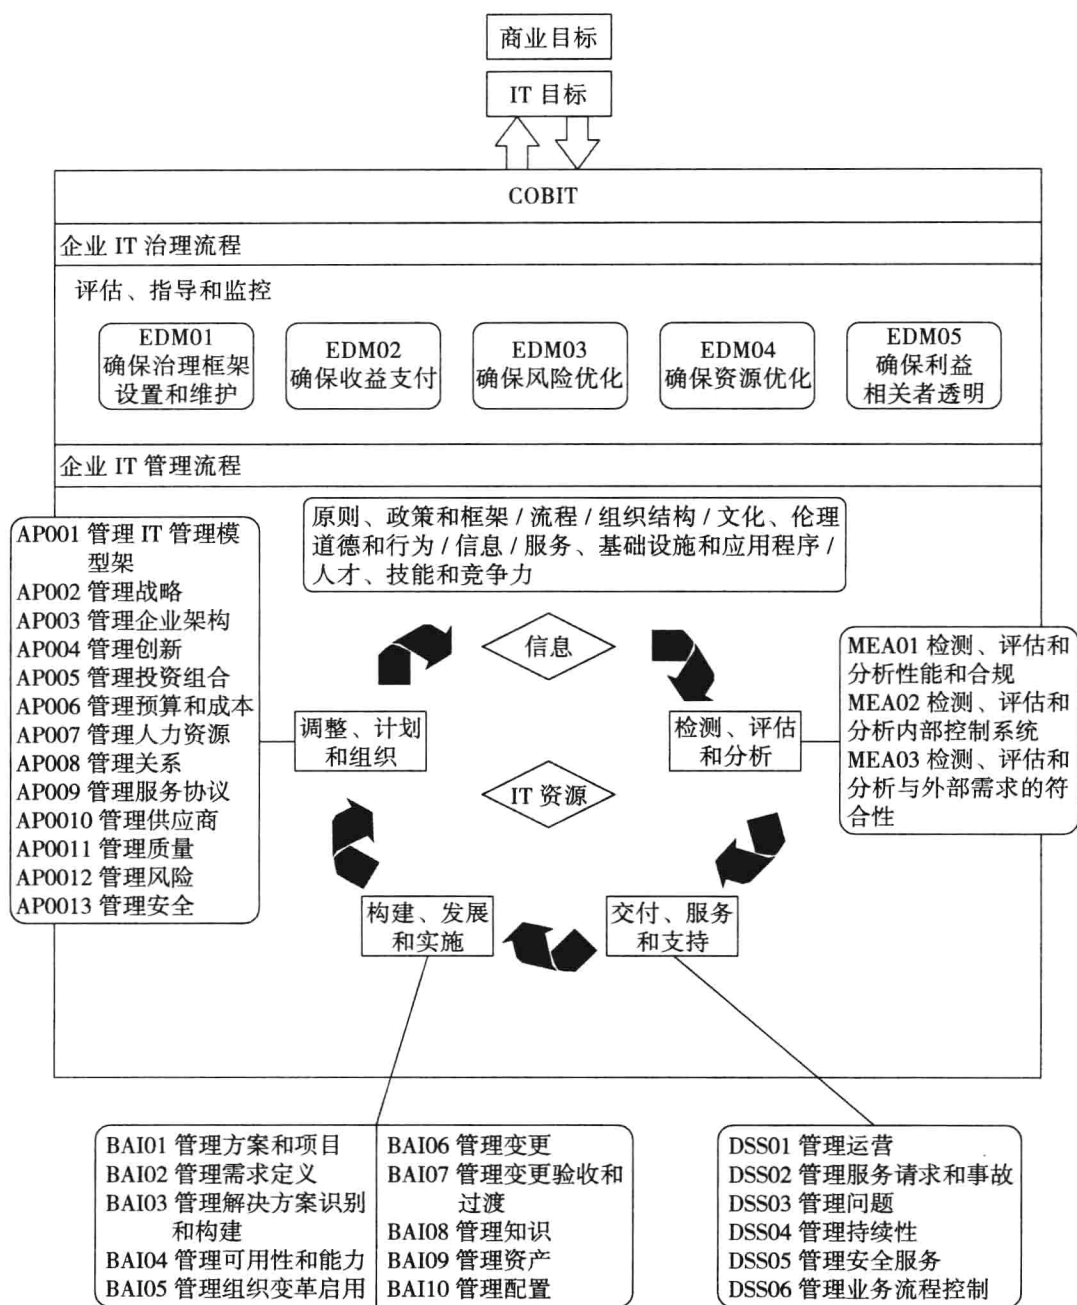 商业目标
IT 目标
COBIT
企业 IT 治理流程
评估、指导和监控
EDM01
确保治理框架
设置和维护
EDM02
确保收益支付
EDM03
确保风险优化
EDM04
确保资源优化
EDM05
确保利益
相关者透明
企业 IT 管理流程
原则、政策和框架 / 流程 / 组织结构 / 文化、伦理
道德和行为 / 信息 / 服务、基础设施和应用程序 /
人才、技能和竞争力
AP001 管理 IT 管理模
型架
AP002 管理战略
AP003 管理企业架构
AP004 管理创新
AP005 管理投资组合
AP006 管理预算和成本
AP007 管理人力资源
AP008 管理关系
AP009 管理服务协议
AP0010 管理供应商
AP0011 管理质量
AP0012 管理风险
AP0013 管理安全
信息
调整、计划
和组织
检测、评估
和分析
IT 资源
MEA01 检测、评估和
分析性能和合规
MEA02 检测、评估和
分析内部控制系统
MEA03 检测、评估和
分析与外部需求的符
合性
构建、发展
和实施
交付、服务
和支持
BAI01 管理方案和项目
BAI02 管理需求定义
BAI03 管理解决方案识别
和构建
BAI04 管理可用性和能力
BAI05 管理组织变革启用
BAI06 管理变更
BAI07 管理变更验收和
过渡
BAI08 管理知识
BAI09 管理资产
BAI10 管理配置
DSS01 管理运营
DSS02 管理服务请求和事故
DSS03 管理问题
DSS04 管理持续性
DSS05 管理安全服务
DSS06 管理业务流程控制